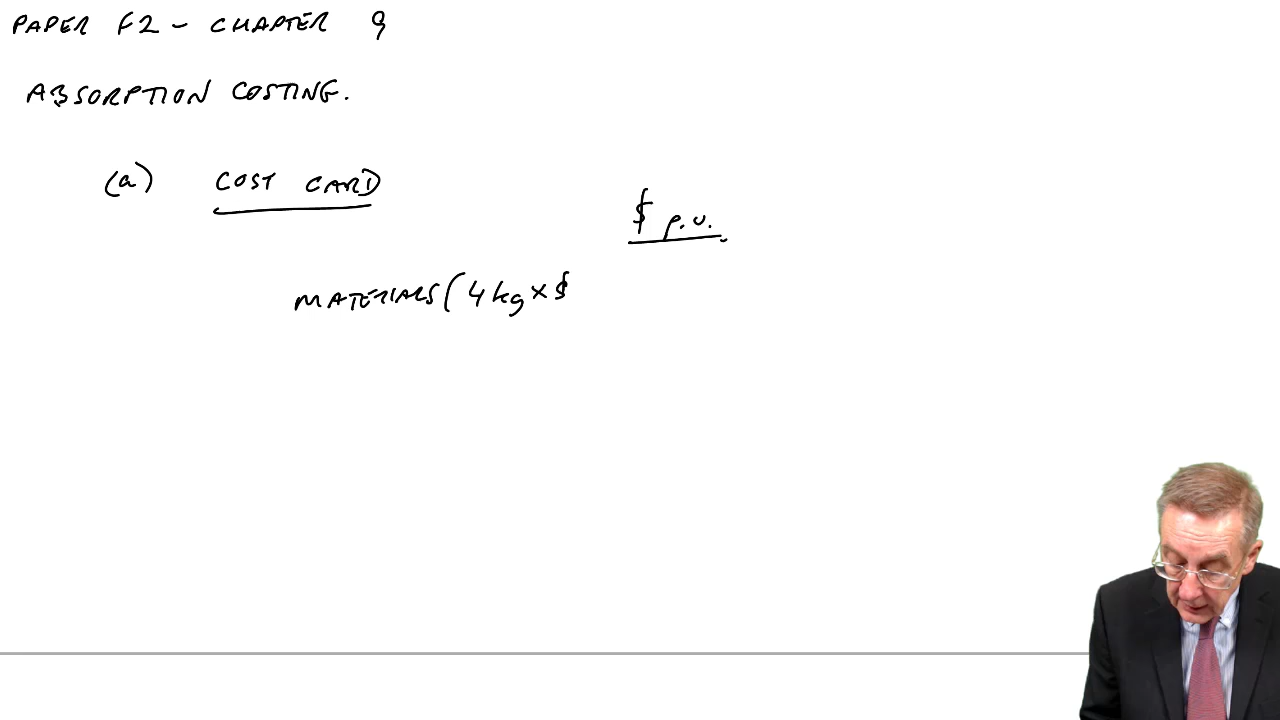 PAPER F2 - CHAPTER 9
ABSORPTION COSTING.
(a) COST CARD
$ p.u.
MATERIALS (4 kg × $